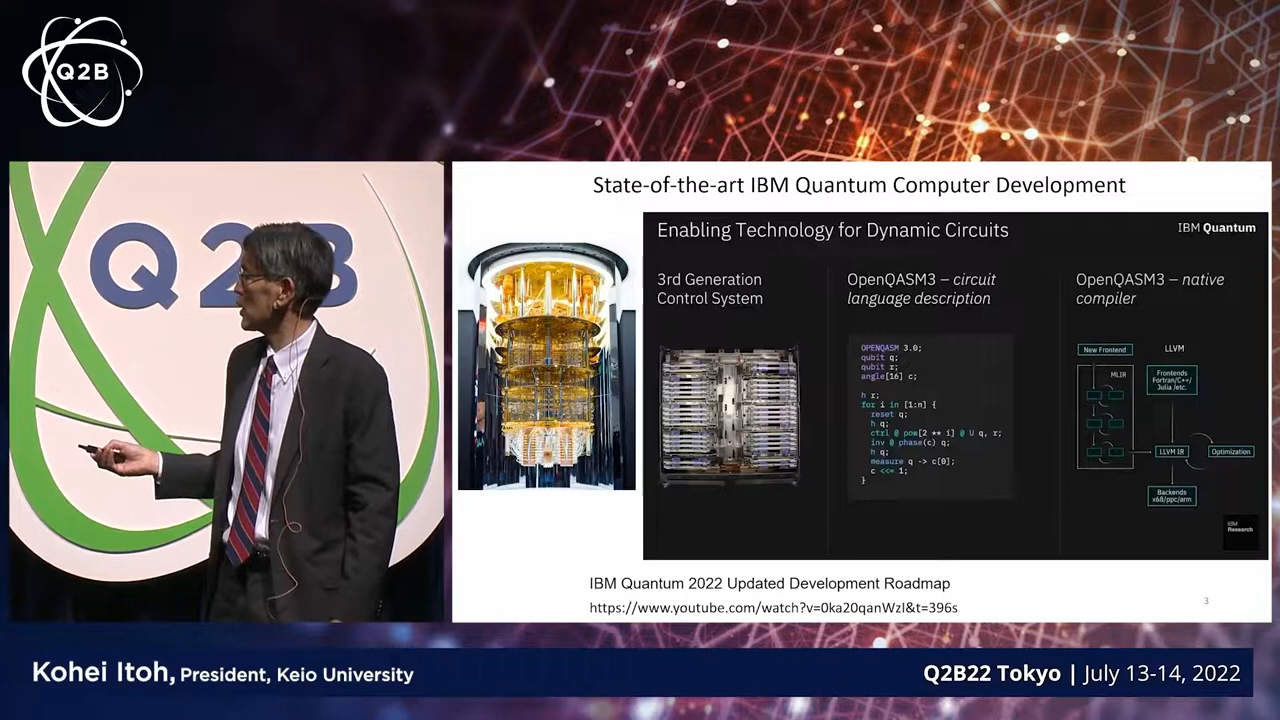 Q2B
Q2B
State-of-the-art IBM Quantum Computer Development
Enabling Technology for Dynamic Circuits
IBM Quantum
3rd Generation
Control System
OpenQASM3 – circuit
language description
OPENQASM 3.0;
qubit q;
qubit r;
angle[16] c;
h r;
for i in [1:n] {
reset q;
h q;
ctrl @ pow[2 ** i] @ U q, r;
inv @ phase(c) q;
h q;
measure q -> c[0];
c <<= 1;
}
OpenQASM3 – native
compiler
New Frontend
MLIR
LLVM
Frontends
Fortran/C++/
Julia /etc.
LLVM IR
Optimization
Backends
x68/ppc/arm
IBM
Research
IBM Quantum 2022 Updated Development Roadmap
https://www.youtube.com/watch?v=0ka20qanWzI&t=396s
3
Kohei Itoh, President, Keio University
Q2B22 Tokyo | July 13-14, 2022